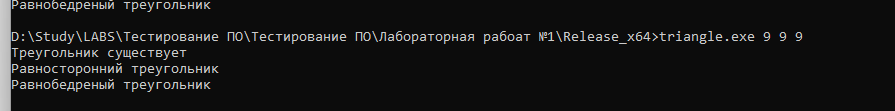 Равнобедреный треугольник
D:\Study\LABS\Тестирование ПО\Тестирование ПО\Лабораторная рабоат №1\Release_x64>triangle.exe 9 9 9
Треугольник существует
Равносторонний треугольник
Равнобедреный треугольник